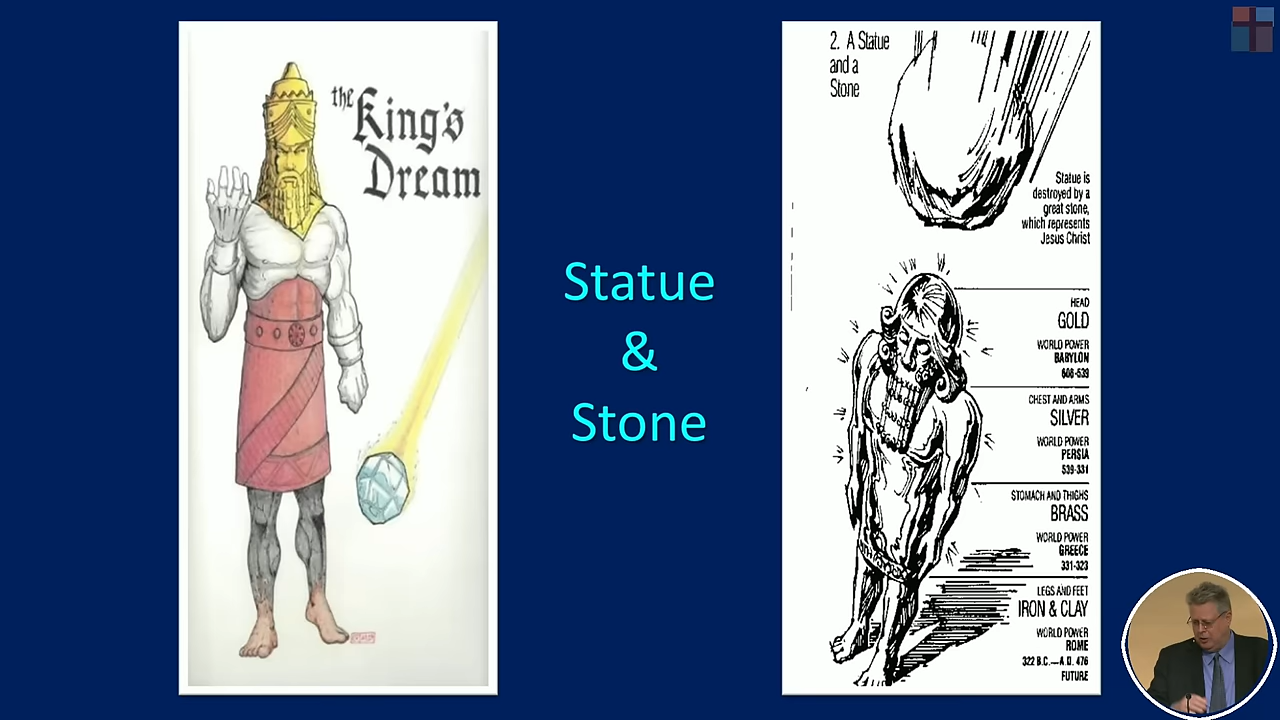 the
King's
Dream
Statue
&
Stone
2. A Statue
and a
Stone
Statue is
destroyed by a
great stone,
which represents
Jesus Christ
HEAD
GOLD
WORLD POWER
BABYLON
606-539
CHEST AND ARMS
SILVER
WORLD POWER
PERSIA
539-331
STOMACH AND THIGHS
BRASS
WORLD POWER
GREECE
331-323
LEGS AND FEET
IRON & CLAY
WORLD POWER
ROME
322 B.C.—A.D. 476
FUTURE